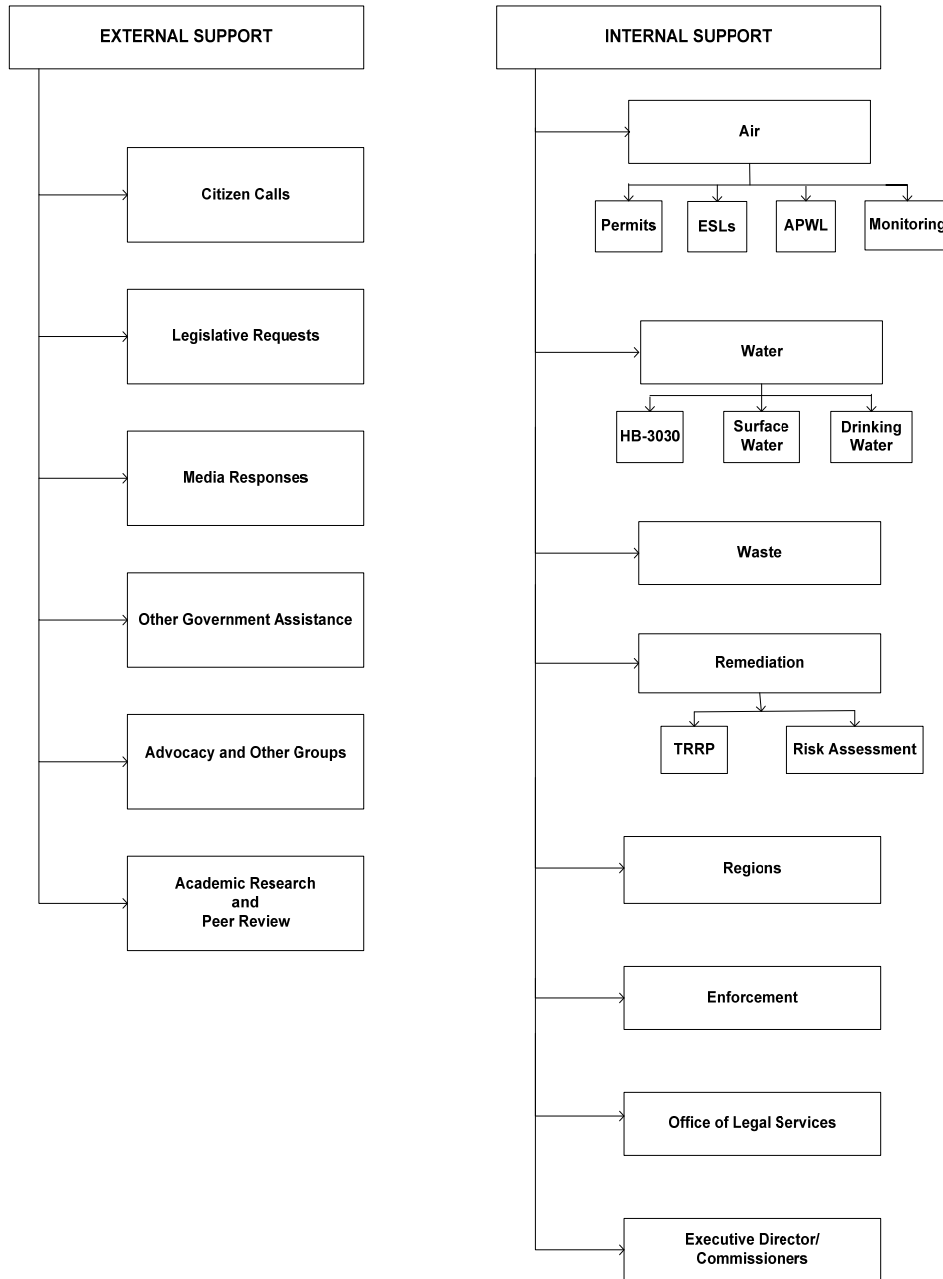 EXTERNAL SUPPORT
Citizen Calls
Legislative Requests
Media Responses
Other Government Assistance
Advocacy and Other Groups
Academic Research
and
Peer Review
INTERNAL SUPPORT
Air
Permits
ESLs
APWL
Monitoring
Water
HB-3030
Surface
Water
Drinking
Water
Waste
Remediation
TRRP
Risk Assessment
Regions
Enforcement
Office of Legal Services
Executive Director/
Commissioners